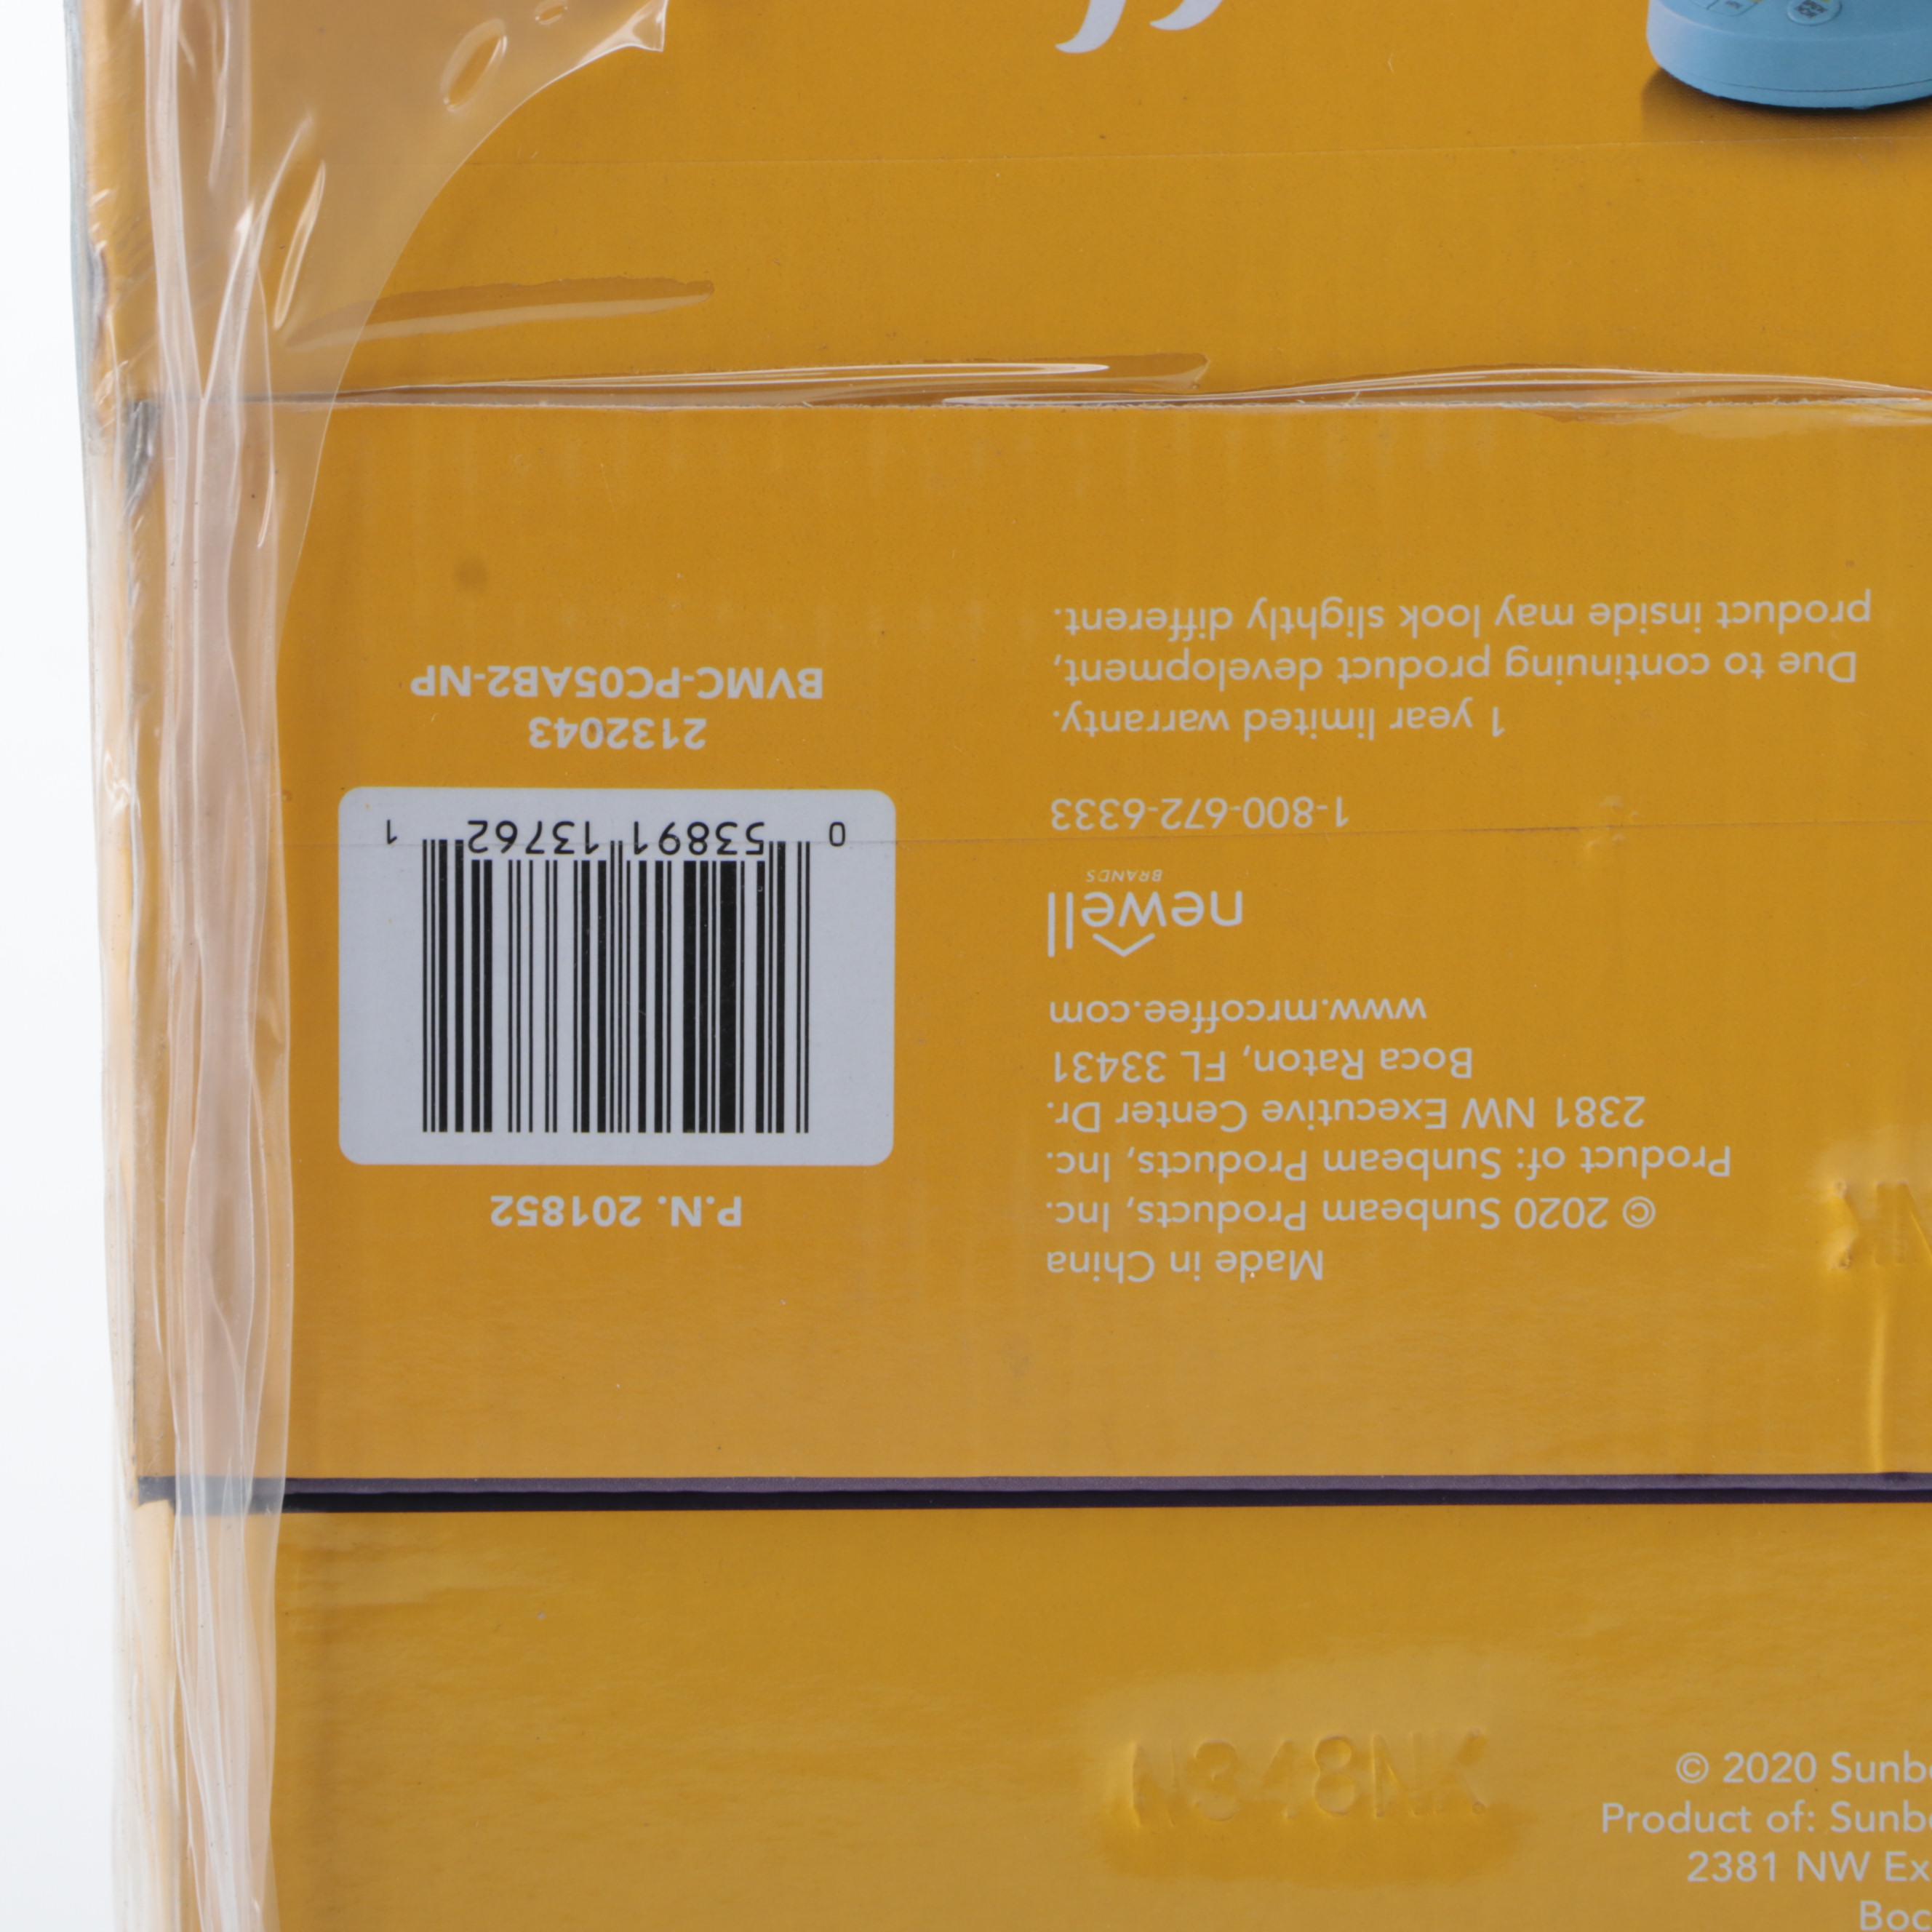 Made in China
© 2020 Sunbeam Products, Inc.
Product of: Sunbeam Products, Inc.
2381 NW Executive Center Dr.
Boca Raton, FL 33431
www.mrcoffee.com
newell
BRANDS
1-800-672-6333
1 year limited warranty.
Due to continuing product development,
product inside may look slightly different.
P.N. 201852
0 53891 13762 1
2132043
BVMC-PC05AB2-NP
© 2020 Sunb
Product of: Sunb
2381 NW Ex
Boc